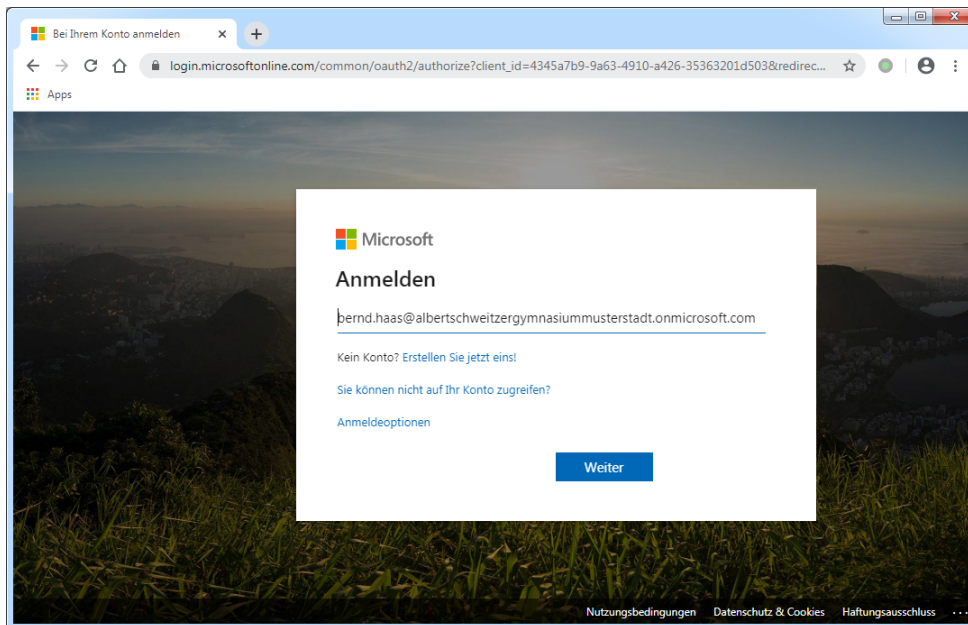 Bei Ihrem Konto anmelden
login.microsoftonline.com/common/oauth2/authorize?client_id=4345a7b9-9a63-4910-a426-35363201d503&redirec...
Apps
Microsoft
Anmelden
bernd.haas@albertschweitzergymnasiummusterstadt.onmicrosoft.com
Kein Konto? Erstellen Sie jetzt eins!
Sie können nicht auf Ihr Konto zugreifen?
Anmeldeoptionen
Weiter
Nutzungsbedingungen Datenschutz & Cookies Haftungsausschluss ...